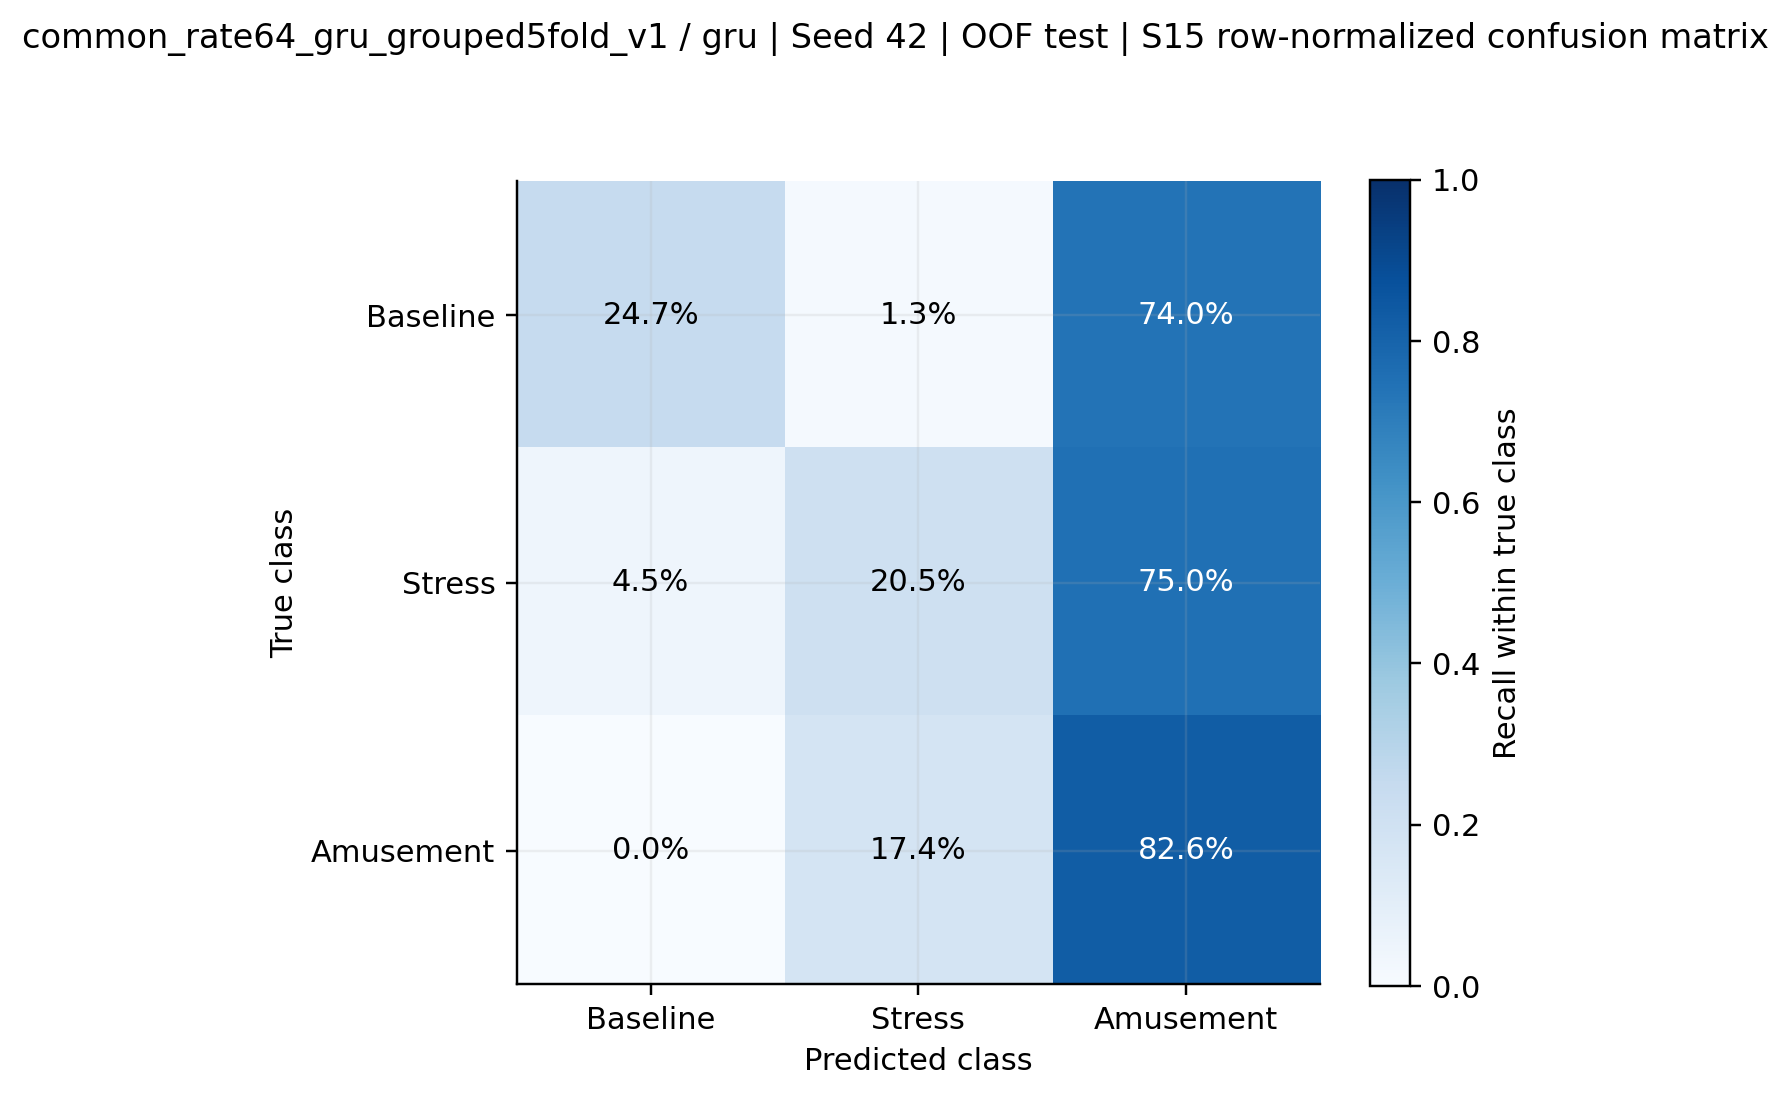 common_rate64_gru_grouped5fold_v1 / gru | Seed 42 | OOF test | S15 row-normalized confusion matrix
Baseline
24.7%
1.3%
74.0%
Stress
4.5%
20.5%
75.0%
Amusement
0.0%
17.4%
82.6%
True class
Baseline
Stress
Amusement
Predicted class
1.0
0.8
0.6
0.4
0.2
0.0
Recall within true class